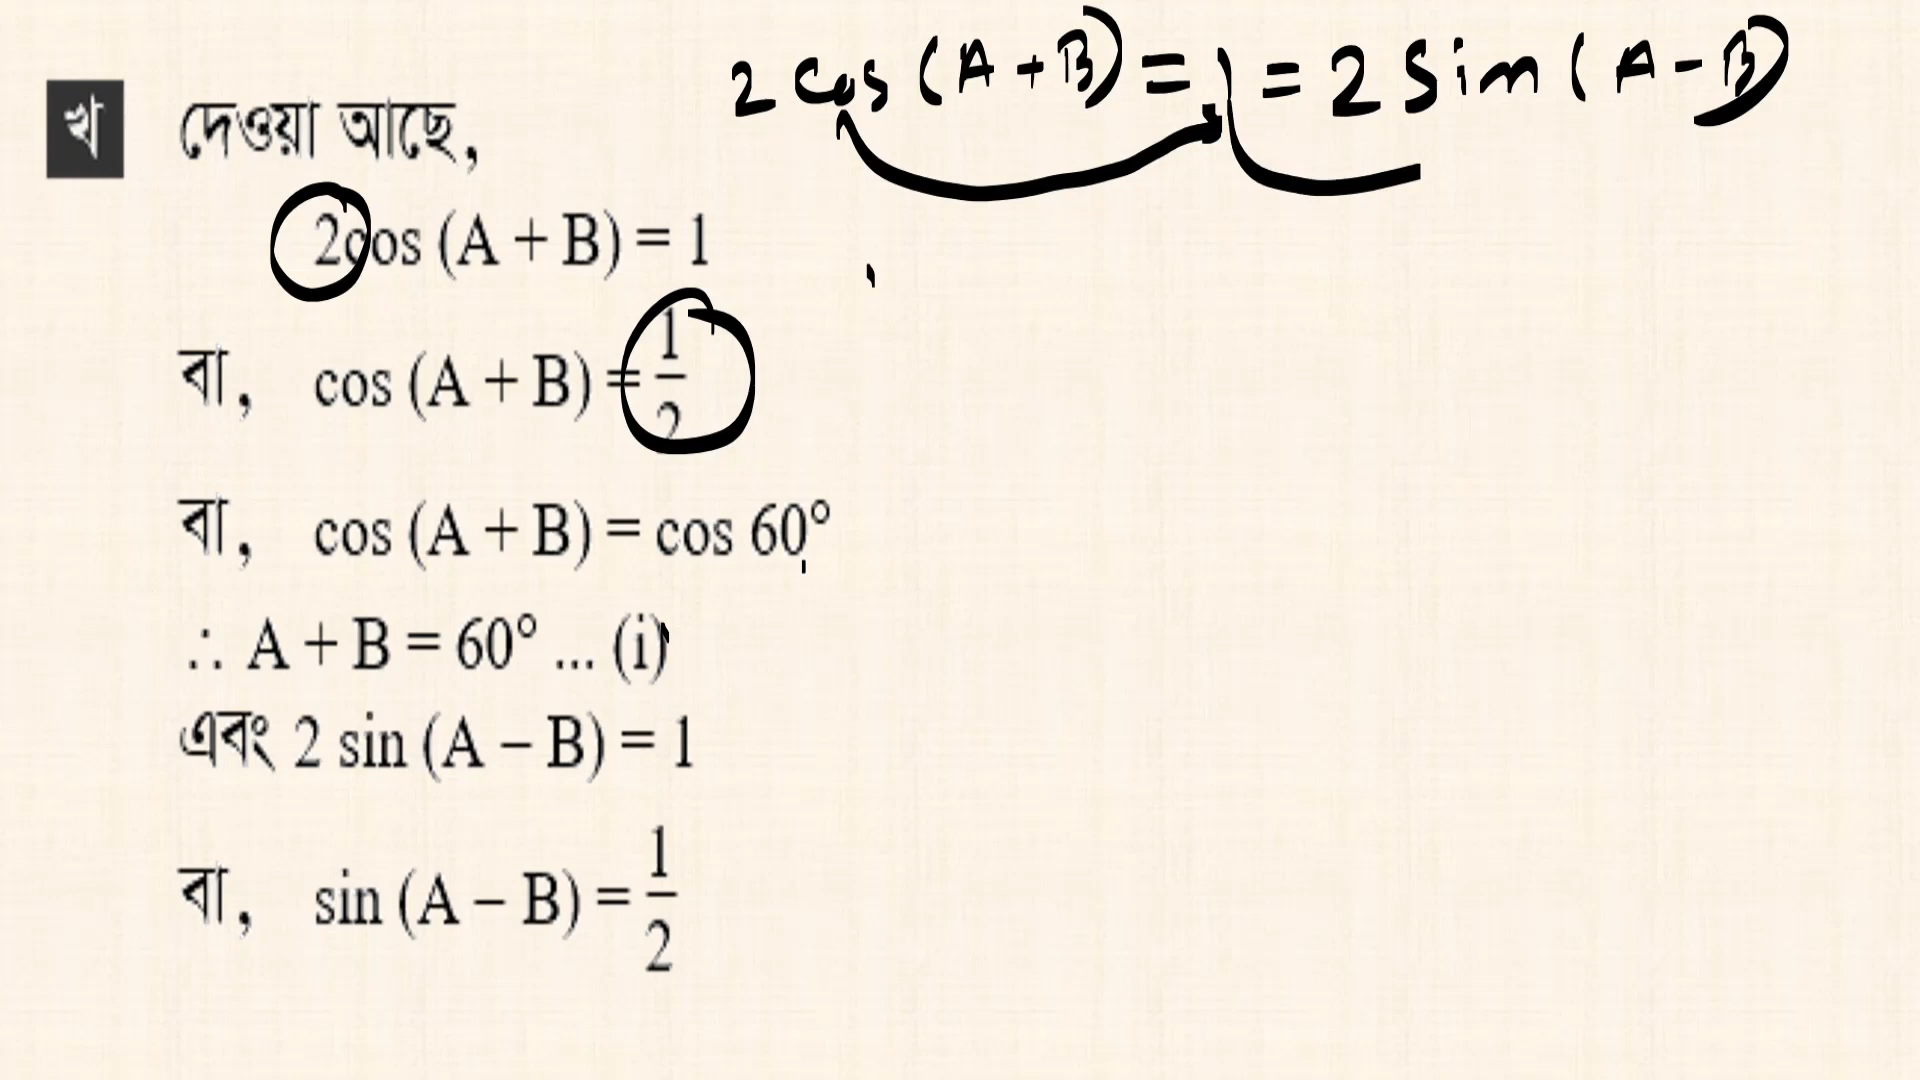 2 cos (A + B) = 1 = 2 sin (A - B)
খ দেওয়া আছে,
2cos (A + B) = 1
বা, cos (A + B) = 1/2
বা, cos (A + B) = cos 60°
∴ A + B = 60° ... (i)
এবং 2 sin (A – B) = 1
বা, sin (A – B) = 1/2